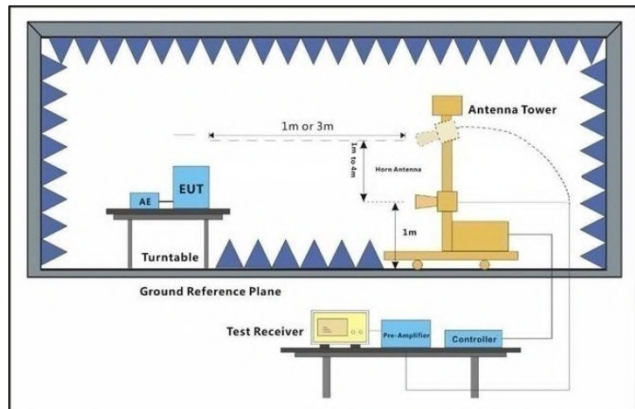 Antenna Tower
1m or 3m
1m to 4m
Horn Antenna
EUT
AE
1m
Turntable
Ground Reference Plane
Test Receiver
Pre-Amplifier
Controller